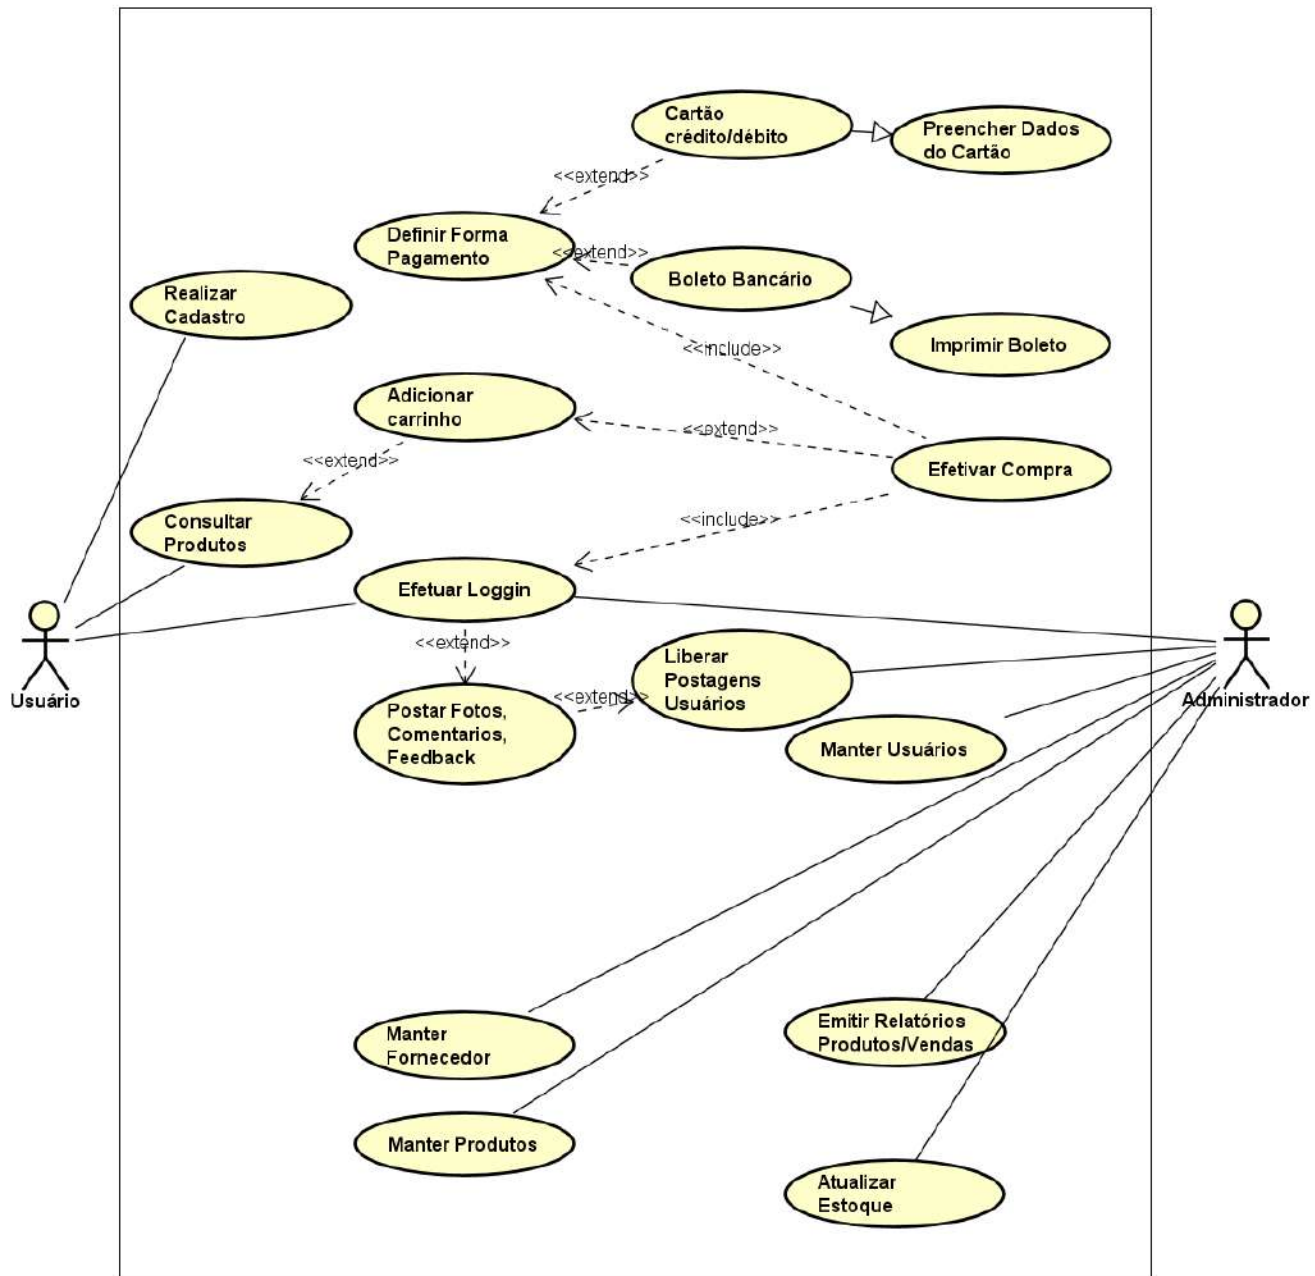 Cartão
crédito/débito
Preencher Dados
do Cartão
<<extend>>
Definir Forma
Pagamento
<<extend>>
Boleto Bancário
Realizar
Cadastro
<<include>>
Imprimir Boleto
Adicionar
carrinho
<<extend>>
<<extend>>
Efetivar Compra
Consultar
Produtos
<<include>>
Efetuar Loggin
<<extend>>
Liberar
Postagens
Usuários
<<extend>>
Usuário
Administrador
Postar Fotos,
Comentarios,
Feedback
Manter Usuários
Manter
Fornecedor
Emitir Relatórios
Produtos/Vendas
Manter Produtos
Atualizar
Estoque